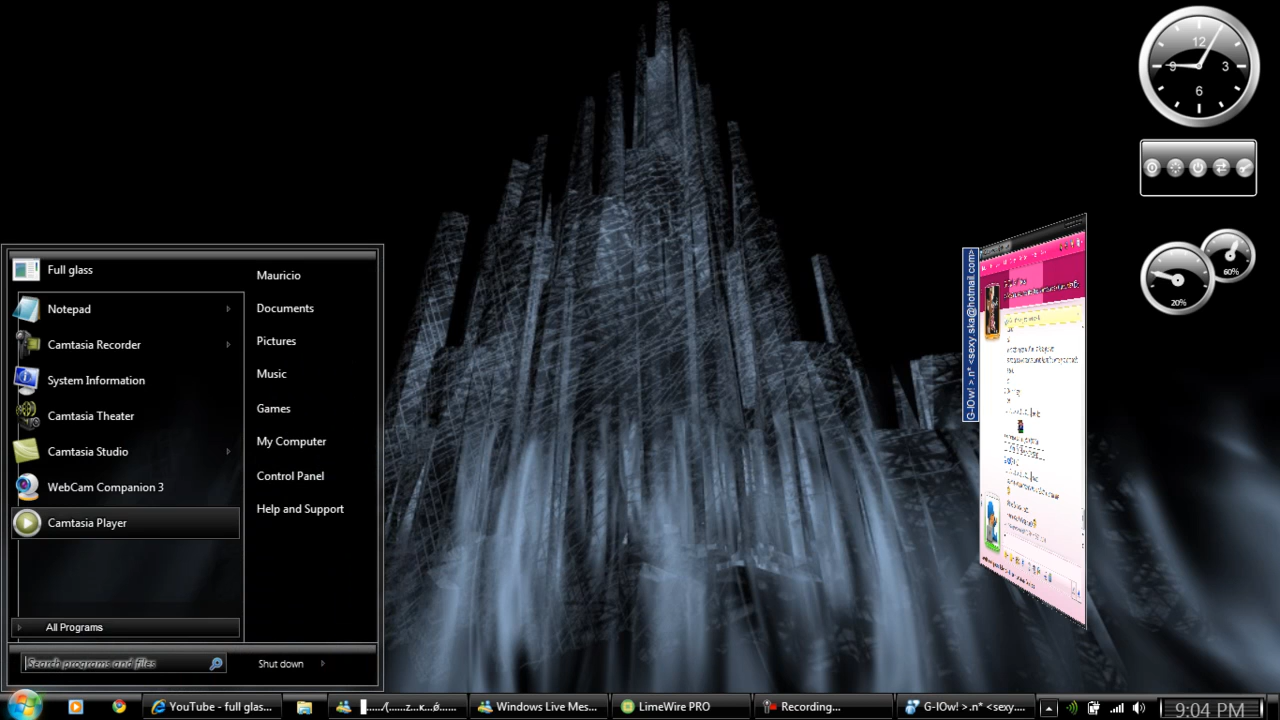 Full glass
Notepad
Camtasia Recorder
System Information
Camtasia Theater
Camtasia Studio
WebCam Companion 3
Camtasia Player
All Programs
Search programs and files
Mauricio
Documents
Pictures
Music
Games
My Computer
Control Panel
Help and Support
Shut down
12
9
3
6
60%
20%
G-lOw! >.n* <sexy.ska@hotmail.com>
YouTube - full glas...
Windows Live Mes...
LimeWire PRO
Recording...
G-lOw! >.n* <sexy....
9:04 PM